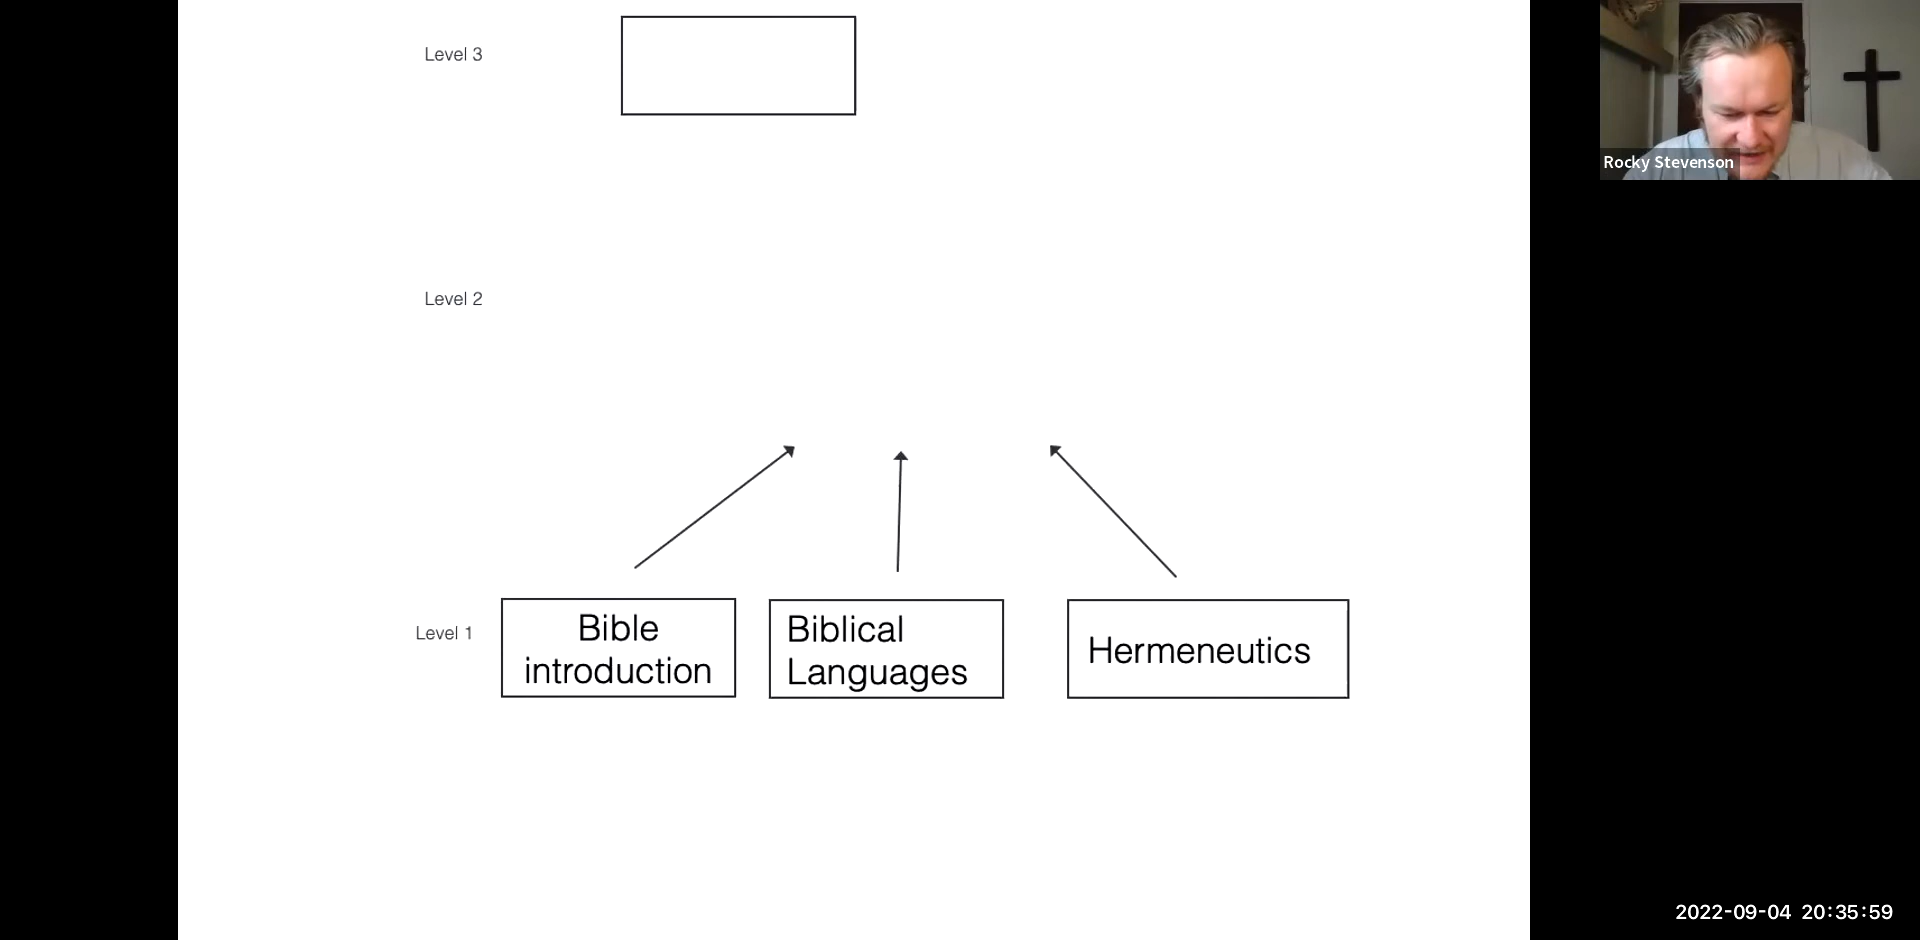 Level 3
Rocky Stevenson
Level 2
Level 1
Bible
introduction
Biblical
Languages
Hermeneutics
2022-09-04 20:35:59